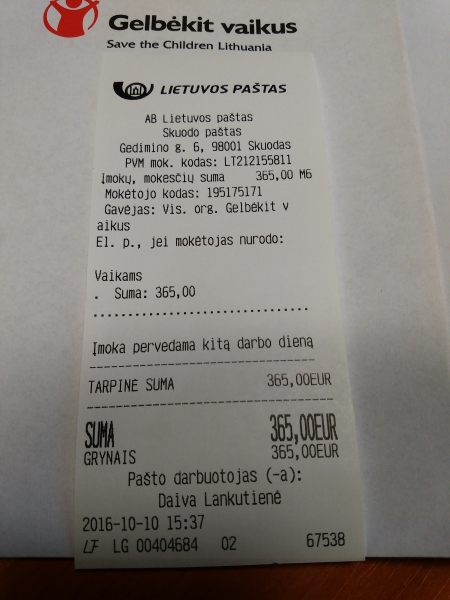 Gelbėkit vaikus
Save the Children Lithuania
LIETUVOS PAŠTAS
AB Lietuvos paštas
Skuodo paštas
Gedimino g. 6, 98001 Skuodas
PVM mok. kodas: LT212155811
Įmokų, mokesčių suma 365,00 M6
Mokėtojo kodas: 195175171
Gavėjas: Vis. org. Gelbėkit v
aikus
El. p., jei mokėtojas nurodo:
Vaikams
. Suma: 365,00
...............................
Įmoka pervedama kitą darbo dieną
--------------------------------
TARPINĖ SUMA 365,00EUR
--------------------------------
SUMA 365,00EUR
GRYNAIS 365,00EUR
Pašto darbuotojas (-a):
Daiva Lankutienė
2016-10-10 15:37
LF LG 00404684 02 67538